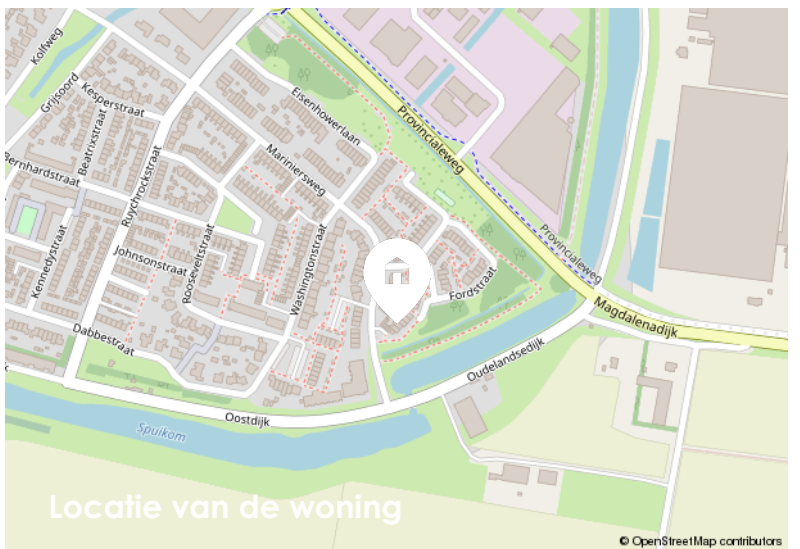 Kolfweg
Grijsoord
Kesperstraat
Beatrixstraat
Bernhardstraat
Ruychrockstraat
Eisenhowerlaan
Mariniersweg
Provincialeweg
Kennedystraat
Johnsonstraat
Rooseveltstraat
Washingtonstraat
Fordstraat
Provincialeweg
Magdalenadijk
Dabbestraat
Oudelandsedijk
Oostdijk
Spuikom
Locatie van de woning
© OpenStreetMap contributors